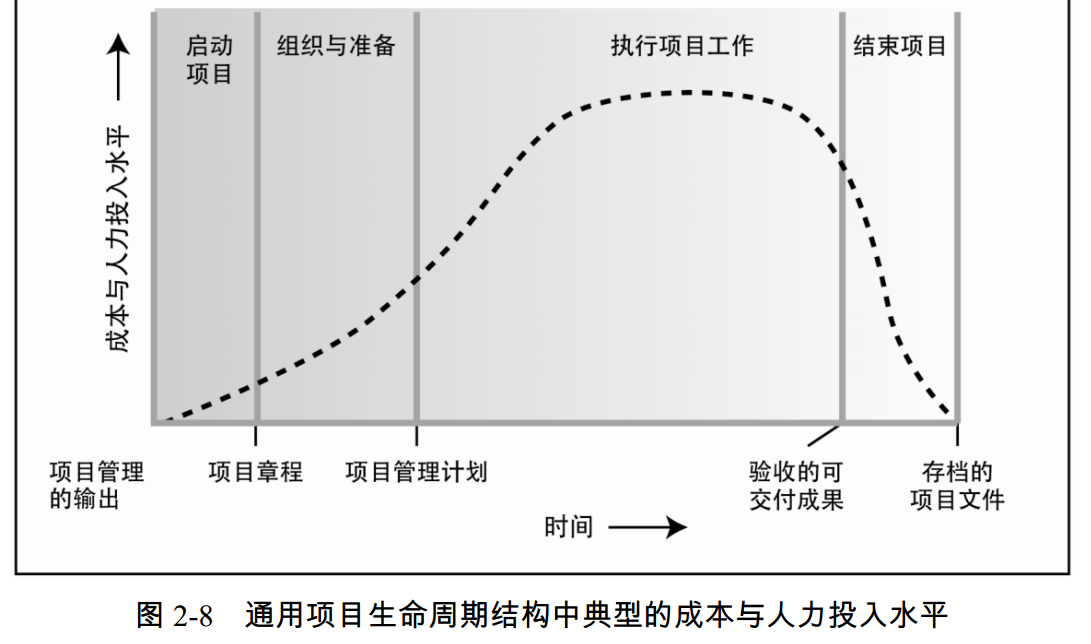 启动
项目
组织与准备
执行项目工作
结束项目
成本与人力投入水平
项目管理
的输出
项目章程
项目管理计划
验收的可
交付成果
存档的
项目文件
时间
图 2-8 通用项目生命周期结构中典型的成本与人力投入水平